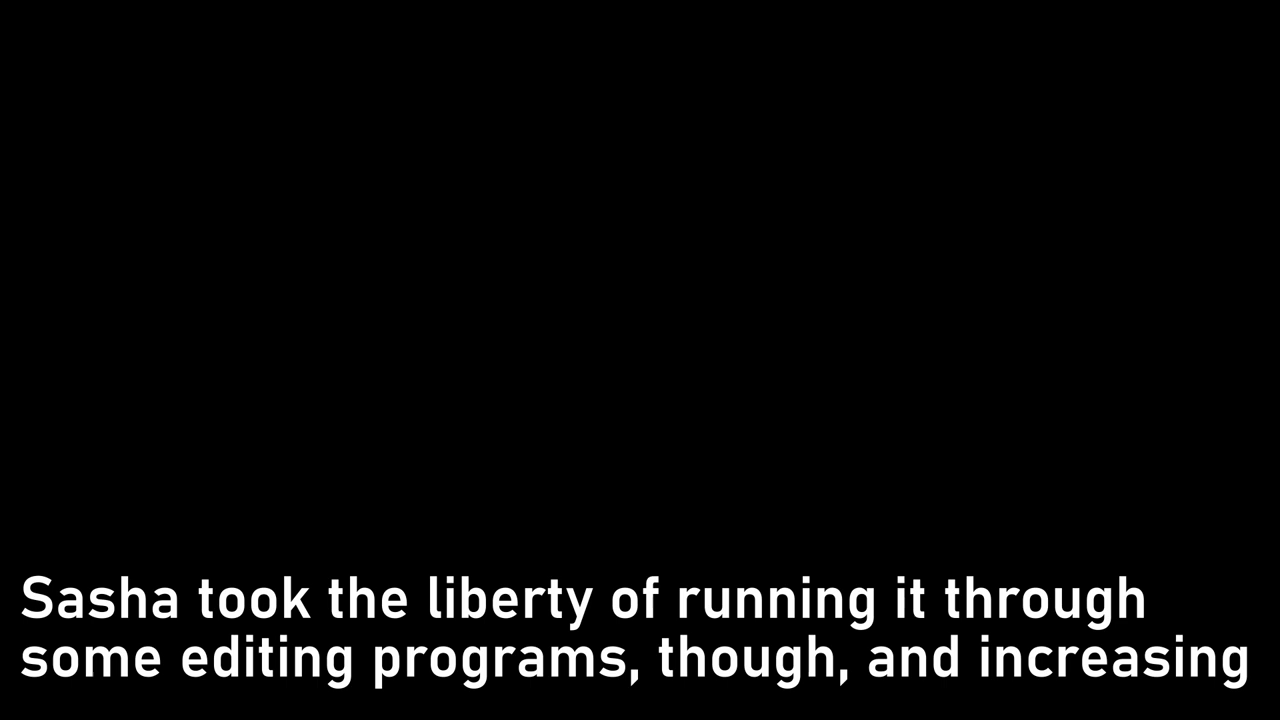 Sasha took the liberty of running it through
some editing programs, though, and increasing